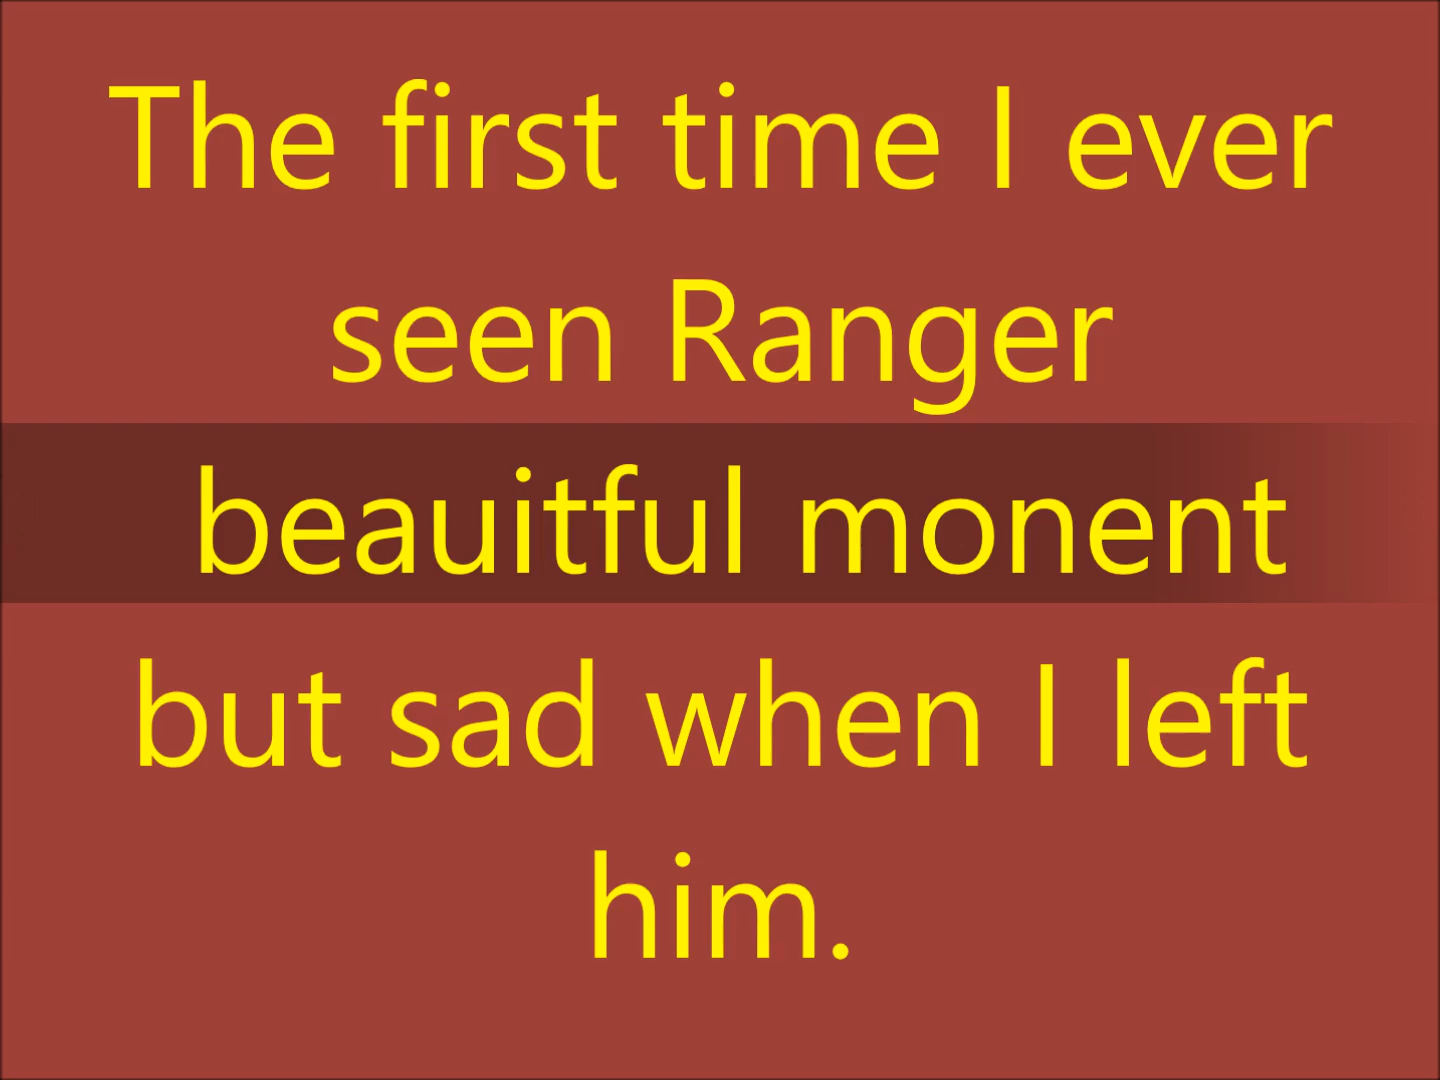 The first time I ever
seen Ranger
beauitful monent
but sad when I left
him.